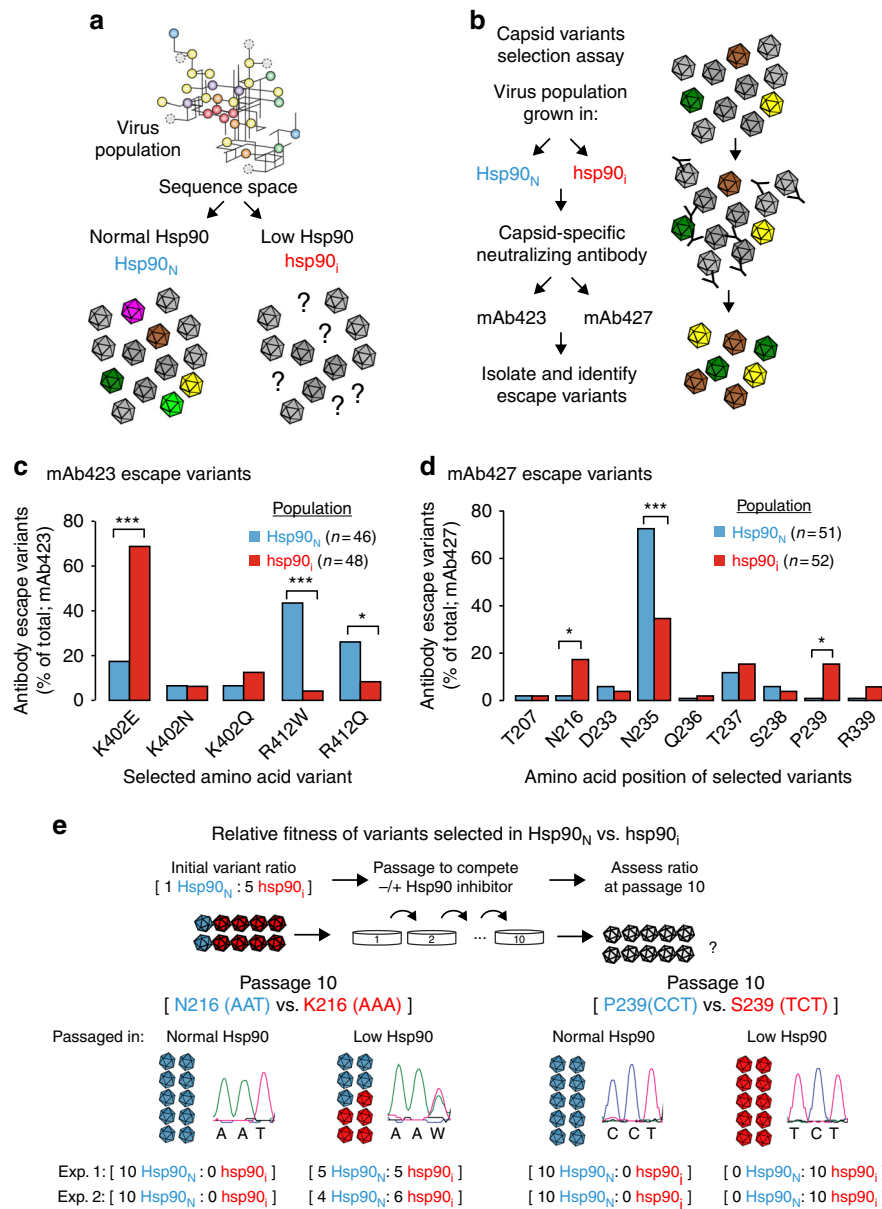 a
Virus
population
Sequence space
Normal Hsp90
Hsp90N
Low Hsp90
hsp90i
? ? ? ? ?
b
Capsid variants
selection assay
Virus population
grown in:
Hsp90N
hsp90i
Capsid-specific
neutralizing antibody
mAb423
mAb427
Isolate and identify
escape variants
c mAb423 escape variants
Antibody escape variants
(% of total; mAb423)
80
60
40
20
0
***
***
*
Population
Hsp90N (n=46)
hsp90i (n=48)
K402E
K402N
K402Q
R412W
R412Q
Selected amino acid variant
d mAb427 escape variants
Antibody escape variants
(% of total; mAb427)
80
60
40
20
0
*
***
*
Population
Hsp90N (n=51)
hsp90i (n=52)
T207
N216
D233
N235
Q236
T237
S238
P239
R339
Amino acid position of selected variants
e
Relative fitness of variants selected in Hsp90N vs. hsp90i
Initial variant ratio
[ 1 Hsp90N : 5 hsp90i ]
Passage to compete
–/+ Hsp90 inhibitor
Assess ratio
at passage 10
1 2 ... 10
?
Passage 10
[ N216 (AAT) vs. K216 (AAA) ]
Passage 10
[ P239(CCT) vs. S239 (TCT) ]
Passaged in: Normal Hsp90 Low Hsp90 Normal Hsp90 Low Hsp90
A A T
A A W
C C T
T C T
Exp. 1: [ 10 Hsp90N : 0 hsp90i ] [ 5 Hsp90N: 5 hsp90i ] [10 Hsp90N: 0 hsp90i ] [ 0 Hsp90N: 10 hsp90i ]
Exp. 2: [ 10 Hsp90N : 0 hsp90i ] [ 4 Hsp90N: 6 hsp90i ] [10 Hsp90N: 0 hsp90i ] [ 0 Hsp90N: 10 hsp90i ]